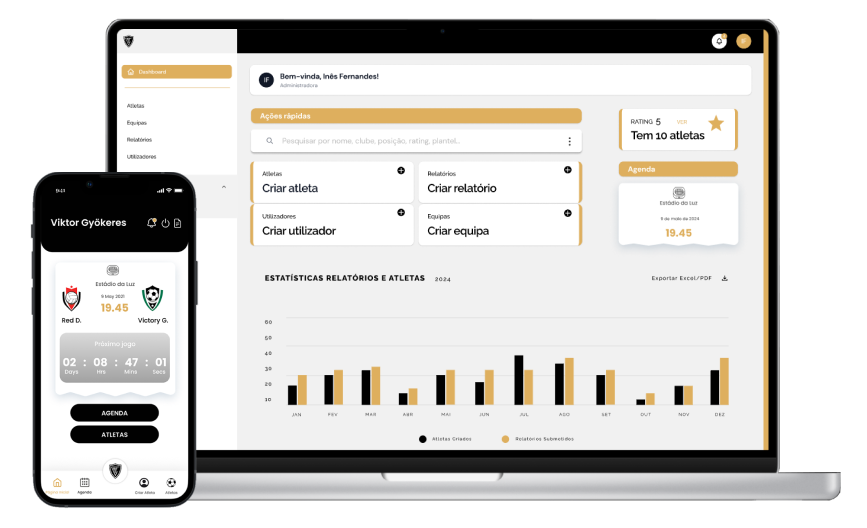 Dashboard
Atletas
Equipas
Relatórios
Utilizadores
IF
Bem-vinda, Inês Fernandes!
Administradora
Ações rápidas
Pesquisar por nome, clube, posição, rating, plantel...
Atletas
Criar atleta
Relatórios
Criar relatório
Utilizadores
Criar utilizador
Equipas
Criar equipa
RATING 5 VER
Tem 10 atletas
Agenda
Estádio da Luz
9 de maio de 2024
19.45
ESTATÍSTICAS RELATÓRIOS E ATLETAS 2024
Exportar Excel/PDF
60
50
40
30
20
10
JAN FEV MAR ABR MAI JUN JUL AGO SET OUT NOV DEZ
Atletas Criados
Relatórios Submetidos
9:41
Viktor Gyökeres
Estádio da Luz
9 May 2021
19.45
Red D.
Victory G.
Próximo jogo
02 : 08 : 47 : 01
Days Hrs Mins Secs
AGENDA
ATLETAS
Agenda
Criar Atleta
Atletas